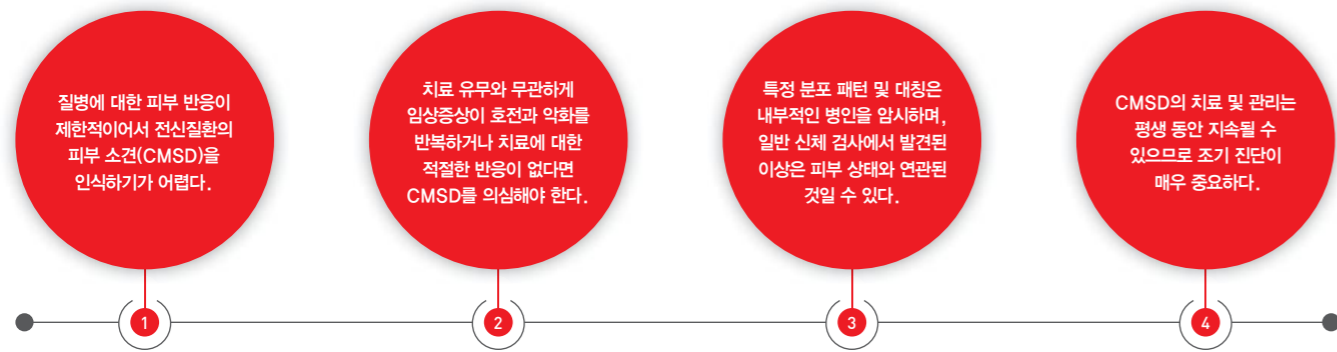 질병에 대한 피부 반응이
제한적이어서 전신질환의
피부 소견(CMSD)을
인식하기가 어렵다.
1
치료 유무와 무관하게
임상증상이 호전과 악화를
반복하거나 치료에 대한
적절한 반응이 없다면
CMSD를 의심해야 한다.
2
특정 분포 패턴 및 대칭은
내부적인 병인을 암시하며,
일반 신체 검사에서 발견된
이상은 피부 상태와 연관된
것일 수 있다.
3
CMSD의 치료 및 관리는
평생 동안 지속될 수
있으므로 조기 진단이
매우 중요하다.
4